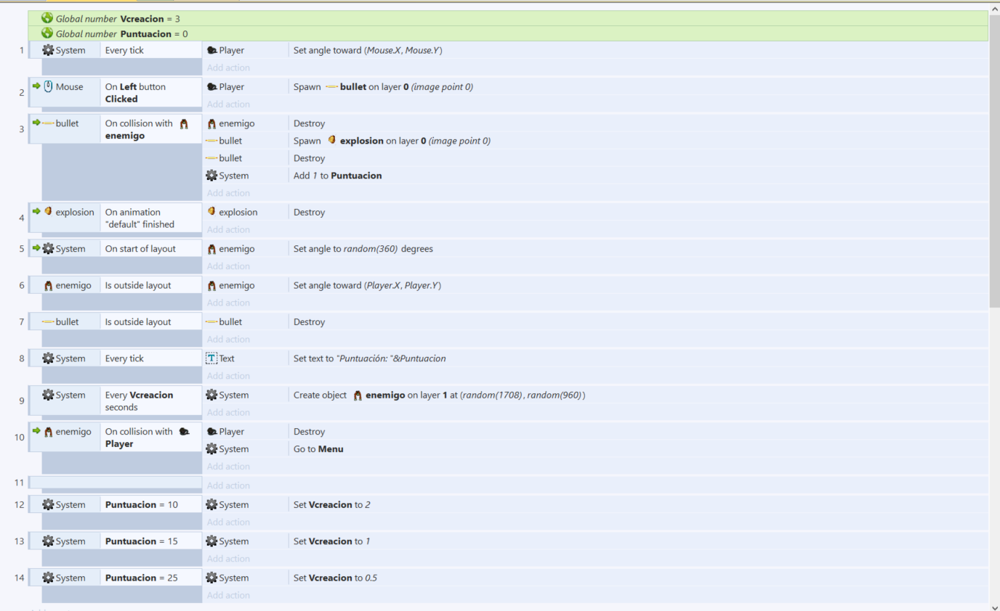 Global number Vcreacion = 3
Global number Puntuacion = 0
1 System Every tick Player Set angle toward (Mouse.X, Mouse.Y)
Add action
2 Mouse On Left button Clicked Player Spawn bullet on layer 0 (image point 0)
Add action
3 bullet On collision with enemigo enemigo Destroy
bullet Spawn explosion on layer 0 (image point 0)
bullet Destroy
System Add 1 to Puntuacion
Add action
4 explosion On animation "default" finished explosion Destroy
Add action
5 System On start of layout enemigo Set angle to random(360) degrees
Add action
6 enemigo Is outside layout enemigo Set angle toward (Player.X, Player.Y)
Add action
7 bullet Is outside layout bullet Destroy
Add action
8 System Every tick Text Set text to "Puntuación: "&Puntuacion
Add action
9 System Every Vcreacion seconds System Create object enemigo on layer 1 at (random(1708), random(960))
Add action
10 enemigo On collision with Player Player Destroy
System Go to Menu
Add action
11 Add action
12 System Puntuacion = 10 System Set Vcreacion to 2
Add action
13 System Puntuacion = 15 System Set Vcreacion to 1
Add action
14 System Puntuacion = 25 System Set Vcreacion to 0.5
Add action